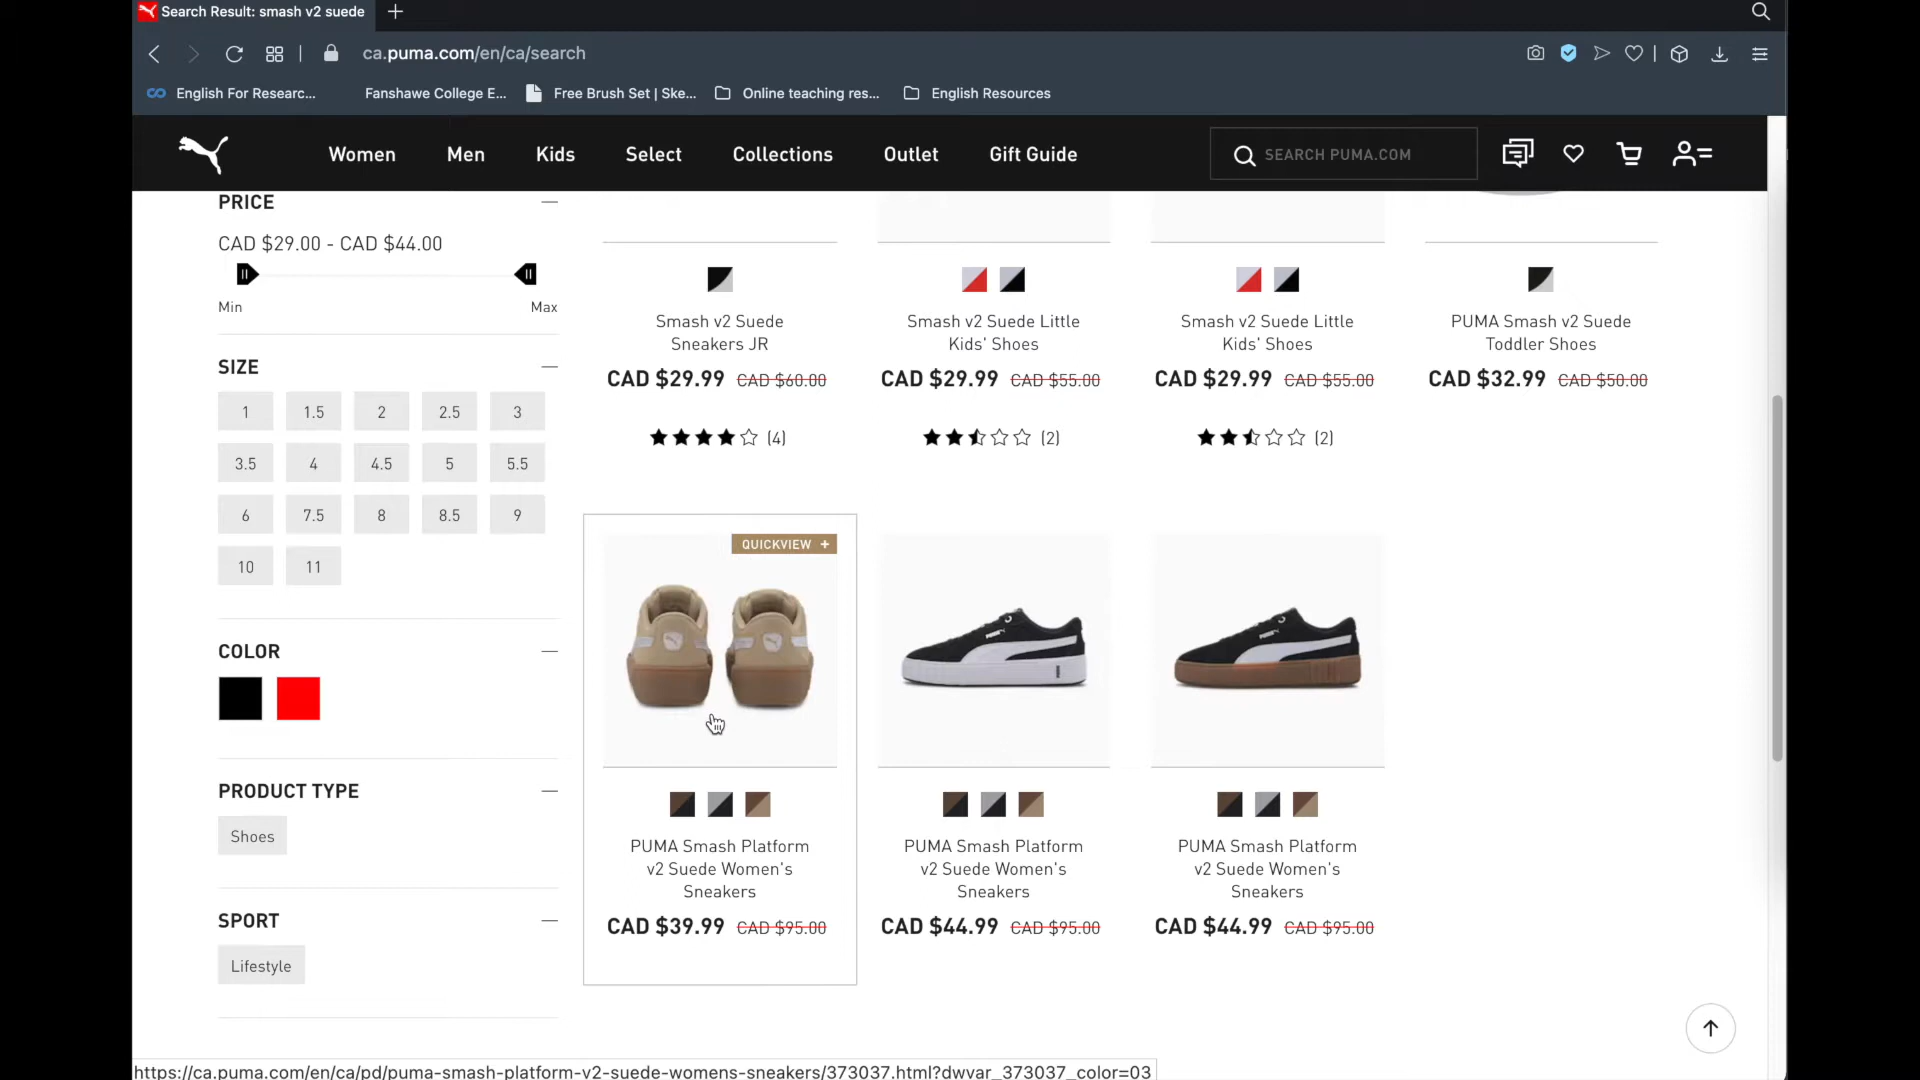 Search Result: smash v2 suede
ca.puma.com/en/ca/search
English For Researc...
Fanshawe College E...
Free Brush Set | Ske...
Online teaching res...
English Resources
Women
Men
Kids
Select
Collections
Outlet
Gift Guide
SEARCH PUMA.COM
PRICE
CAD $29.00 - CAD $44.00
Min
Max
SIZE
1 1.5 2 2.5 3
3.5 4 4.5 5 5.5
6 7.5 8 8.5 9
10 11
COLOR
PRODUCT TYPE
Shoes
SPORT
Lifestyle
Smash v2 Suede
Sneakers JR
CAD $29.99 CAD $60.00
(4)
Smash v2 Suede Little
Kids' Shoes
CAD $29.99 CAD $55.00
(2)
Smash v2 Suede Little
Kids' Shoes
CAD $29.99 CAD $55.00
(2)
PUMA Smash v2 Suede
Toddler Shoes
CAD $32.99 CAD $50.00
QUICKVIEW +
PUMA Smash Platform
v2 Suede Women's
Sneakers
CAD $39.99 CAD $95.00
PUMA Smash Platform
v2 Suede Women's
Sneakers
CAD $44.99 CAD $95.00
PUMA Smash Platform
v2 Suede Women's
Sneakers
CAD $44.99 CAD $95.00
https://ca.puma.com/en/ca/pd/puma-smash-platform-v2-suede-womens-sneakers/373037.html?dwvar_373037_color=03